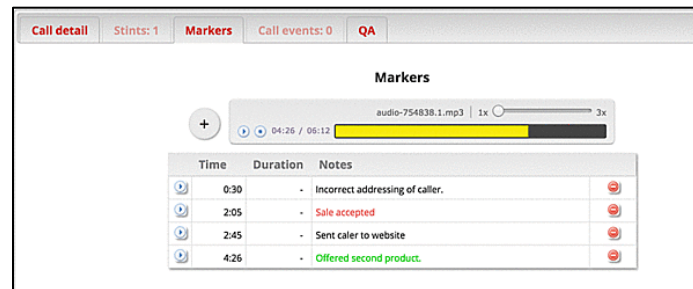 Call detail Stints: 1 Markers Call events: 0 QA
Markers
audio-754838.1.mp3 | 1x 3x
+ 04:26 / 06:12
Time Duration Notes
0:30 - Incorrect addressing of caller.
2:05 - Sale accepted
2:45 - Sent caler to website
4:26 - Offered second product.